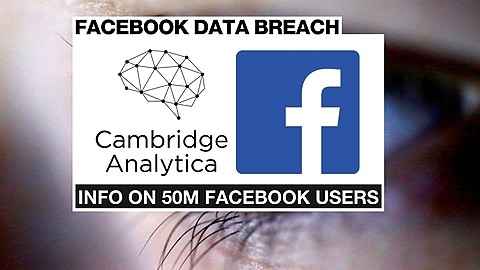 FACEBOOK DATA BREACH
Cambridge
Analytica
f
INFO ON 50M FACEBOOK USERS